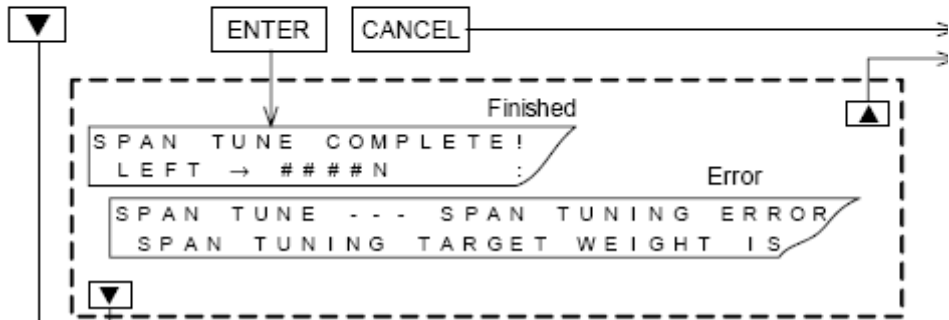 ▼ ENTER CANCEL
Finished ▲
SPAN TUNE COMPLETE!
LEFT → ####N :
Error
SPAN TUNE --- SPAN TUNING ERROR
SPAN TUNING TARGET WEIGHT IS
▼